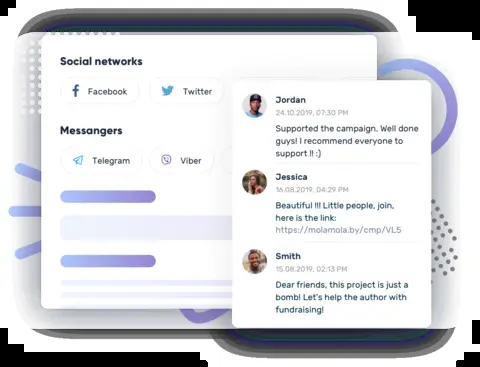 Social networks
Facebook
Twitter
Messangers
Telegram
Viber
Jordan
24.10.2019, 07:30 PM
Supported the campaign. Well done
guys! I recommend everyone to
support !! :)
Jessica
16.08.2019, 04:29 PM
Beautiful !!! Little people, join,
here is the link:
https://molamola.by/cmp/VL5
Smith
15.08.2019, 02:13 PM
Dear friends, this project is just a
bomb! Let's help the author with
fundraising!